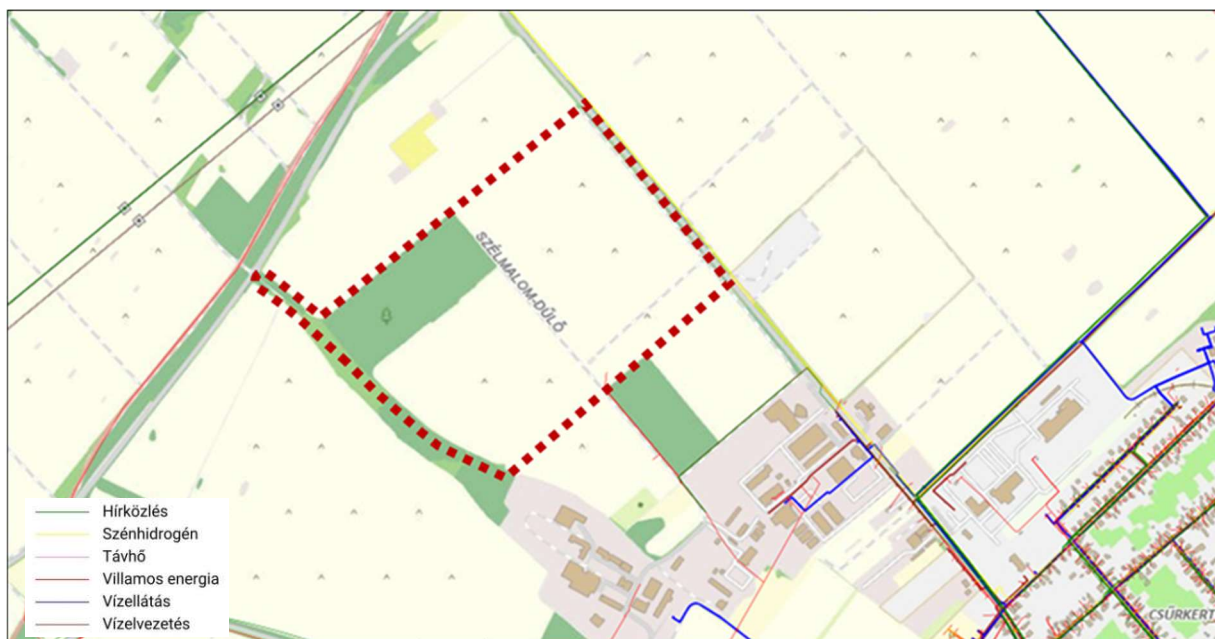 SZÉLMALOM-DŰLŐ
Hírközlés
Szénhidrogén
Távhő
Villamos energia
Vízellátás
Vízelvezetés
CSŰRKERT